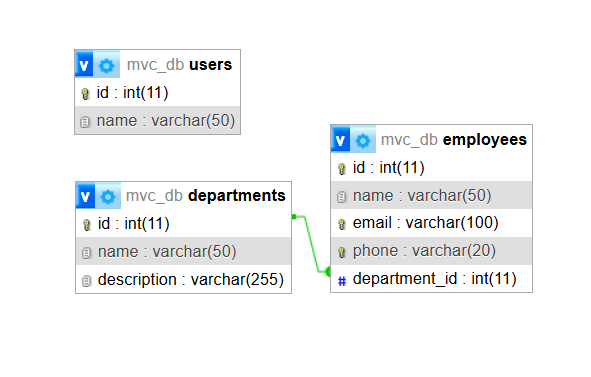 v mvc_db users
id : int(11)
name : varchar(50)
v mvc_db departments
id : int(11)
name : varchar(50)
description : varchar(255)
v mvc_db employees
id : int(11)
name : varchar(50)
email : varchar(100)
phone : varchar(20)
# department_id : int(11)